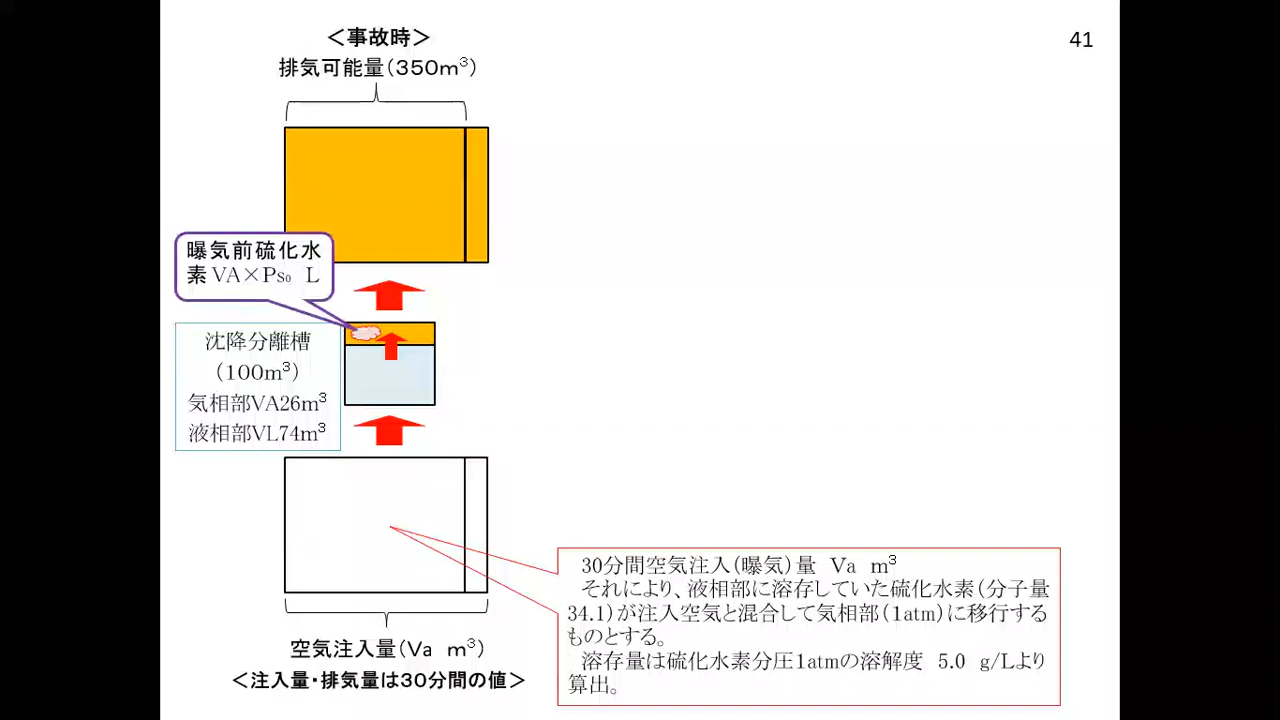 41
＜事故時＞
排気可能量（350m³）
曝気前硫化水
素VA×Ps₀　L
沈降分離槽
（100m³）
気相部VA26m³
液相部VL74m³
30分間空気注入（曝気）量　Va　m³
それにより、液相部に溶存していた硫化水素（分子量
34.1）が注入空気と混合して気相部（1atm）に移行する
ものとする。
溶存量は硫化水素分圧1atmの溶解度　5.0　g/Lより
算出。
空気注入量（Va　m³）
＜注入量・排気量は30分間の値＞